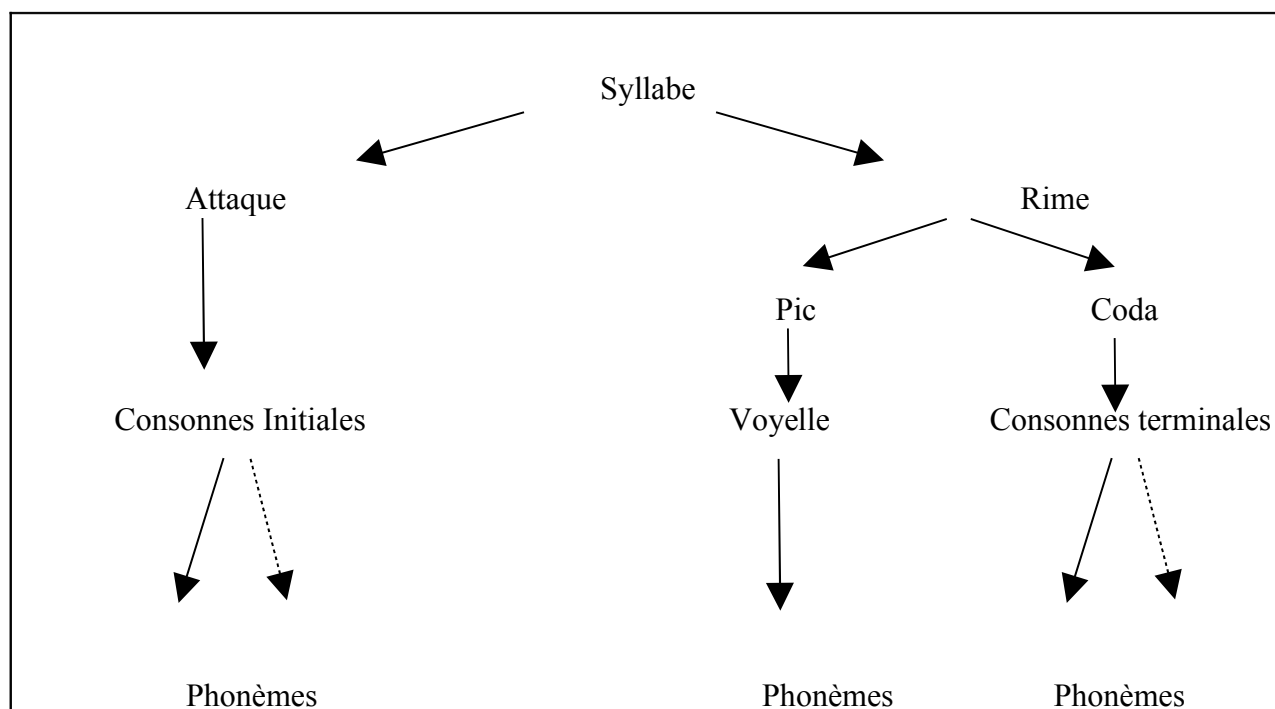 Syllabe
Attaque Rime
Pic Coda
Consonnes Initiales Voyelle Consonnes terminales
Phonèmes Phonèmes Phonèmes